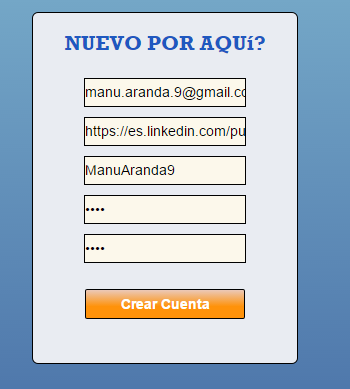 NUEVO POR AQUí?
manu.aranda.9@gmail.co
https://es.linkedin.com/pu
ManuAranda9
••••
••••
Crear Cuenta